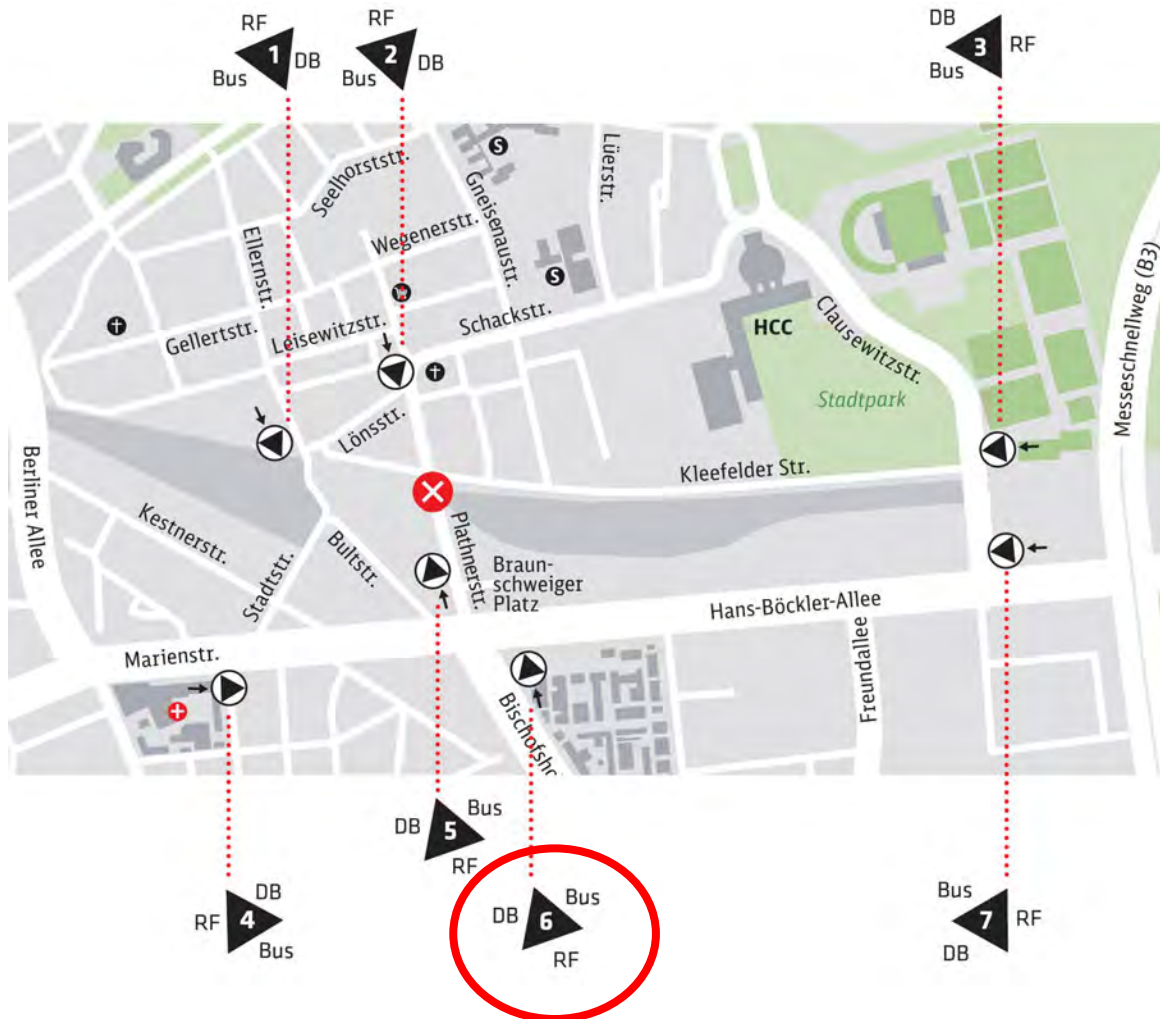 RF
1
DB
Bus
RF
2
DB
Bus
DB
3
RF
Bus
Seelhorststr.
Gneisenaustr.
Lüerstr.
S
Wegenerstr.
Ellernstr.
S
Messeschnellweg (B3)
Gellertstr.
Leisewitzstr.
Schackstr.
HCC
Clausewitzstr.
Stadtpark
Lönsstr.
Berliner Allee
Kleefelder Str.
Kestnerstr.
Plathnerstr.
Bultstr.
Stadtstr.
Braun-
schweiger
Platz
Hans-Böckler-Allee
Marienstr.
Freundallee
Bischofsho
DB
5
Bus
RF
DB
RF
4
Bus
DB
6
Bus
RF
Bus
7
RF
DB